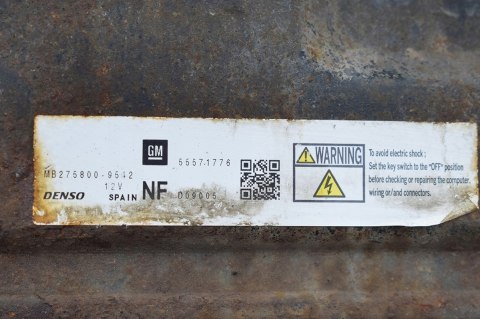 GM
55571776
MB275800-9542
12V
DENSO
SPAIN
NF
D09005
WARNING
To avoid electric shock :
Set the key switch to the "OFF" position
before checking or repairing the computer,
wiring or/and connectors.